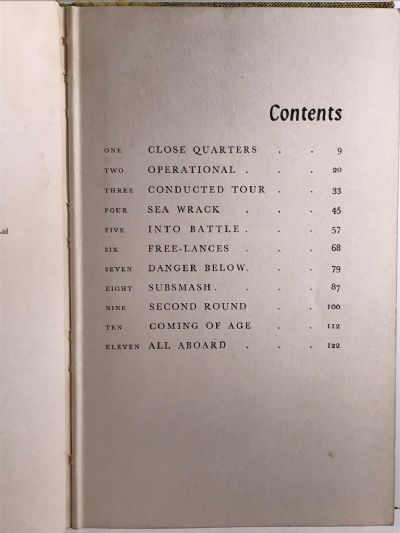 Contents
ONE CLOSE QUARTERS . . 9
TWO OPERATIONAL . . . 20
THREE CONDUCTED TOUR . . 33
FOUR SEA WRACK . . . 45
FIVE INTO BATTLE . . . 57
SIX FREE-LANCES . . . 68
SEVEN DANGER BELOW. . . 79
EIGHT SUBSMASH . . . 87
NINE SECOND ROUND . . 100
TEN COMING OF AGE . . 112
ELEVEN ALL ABOARD . . . 122